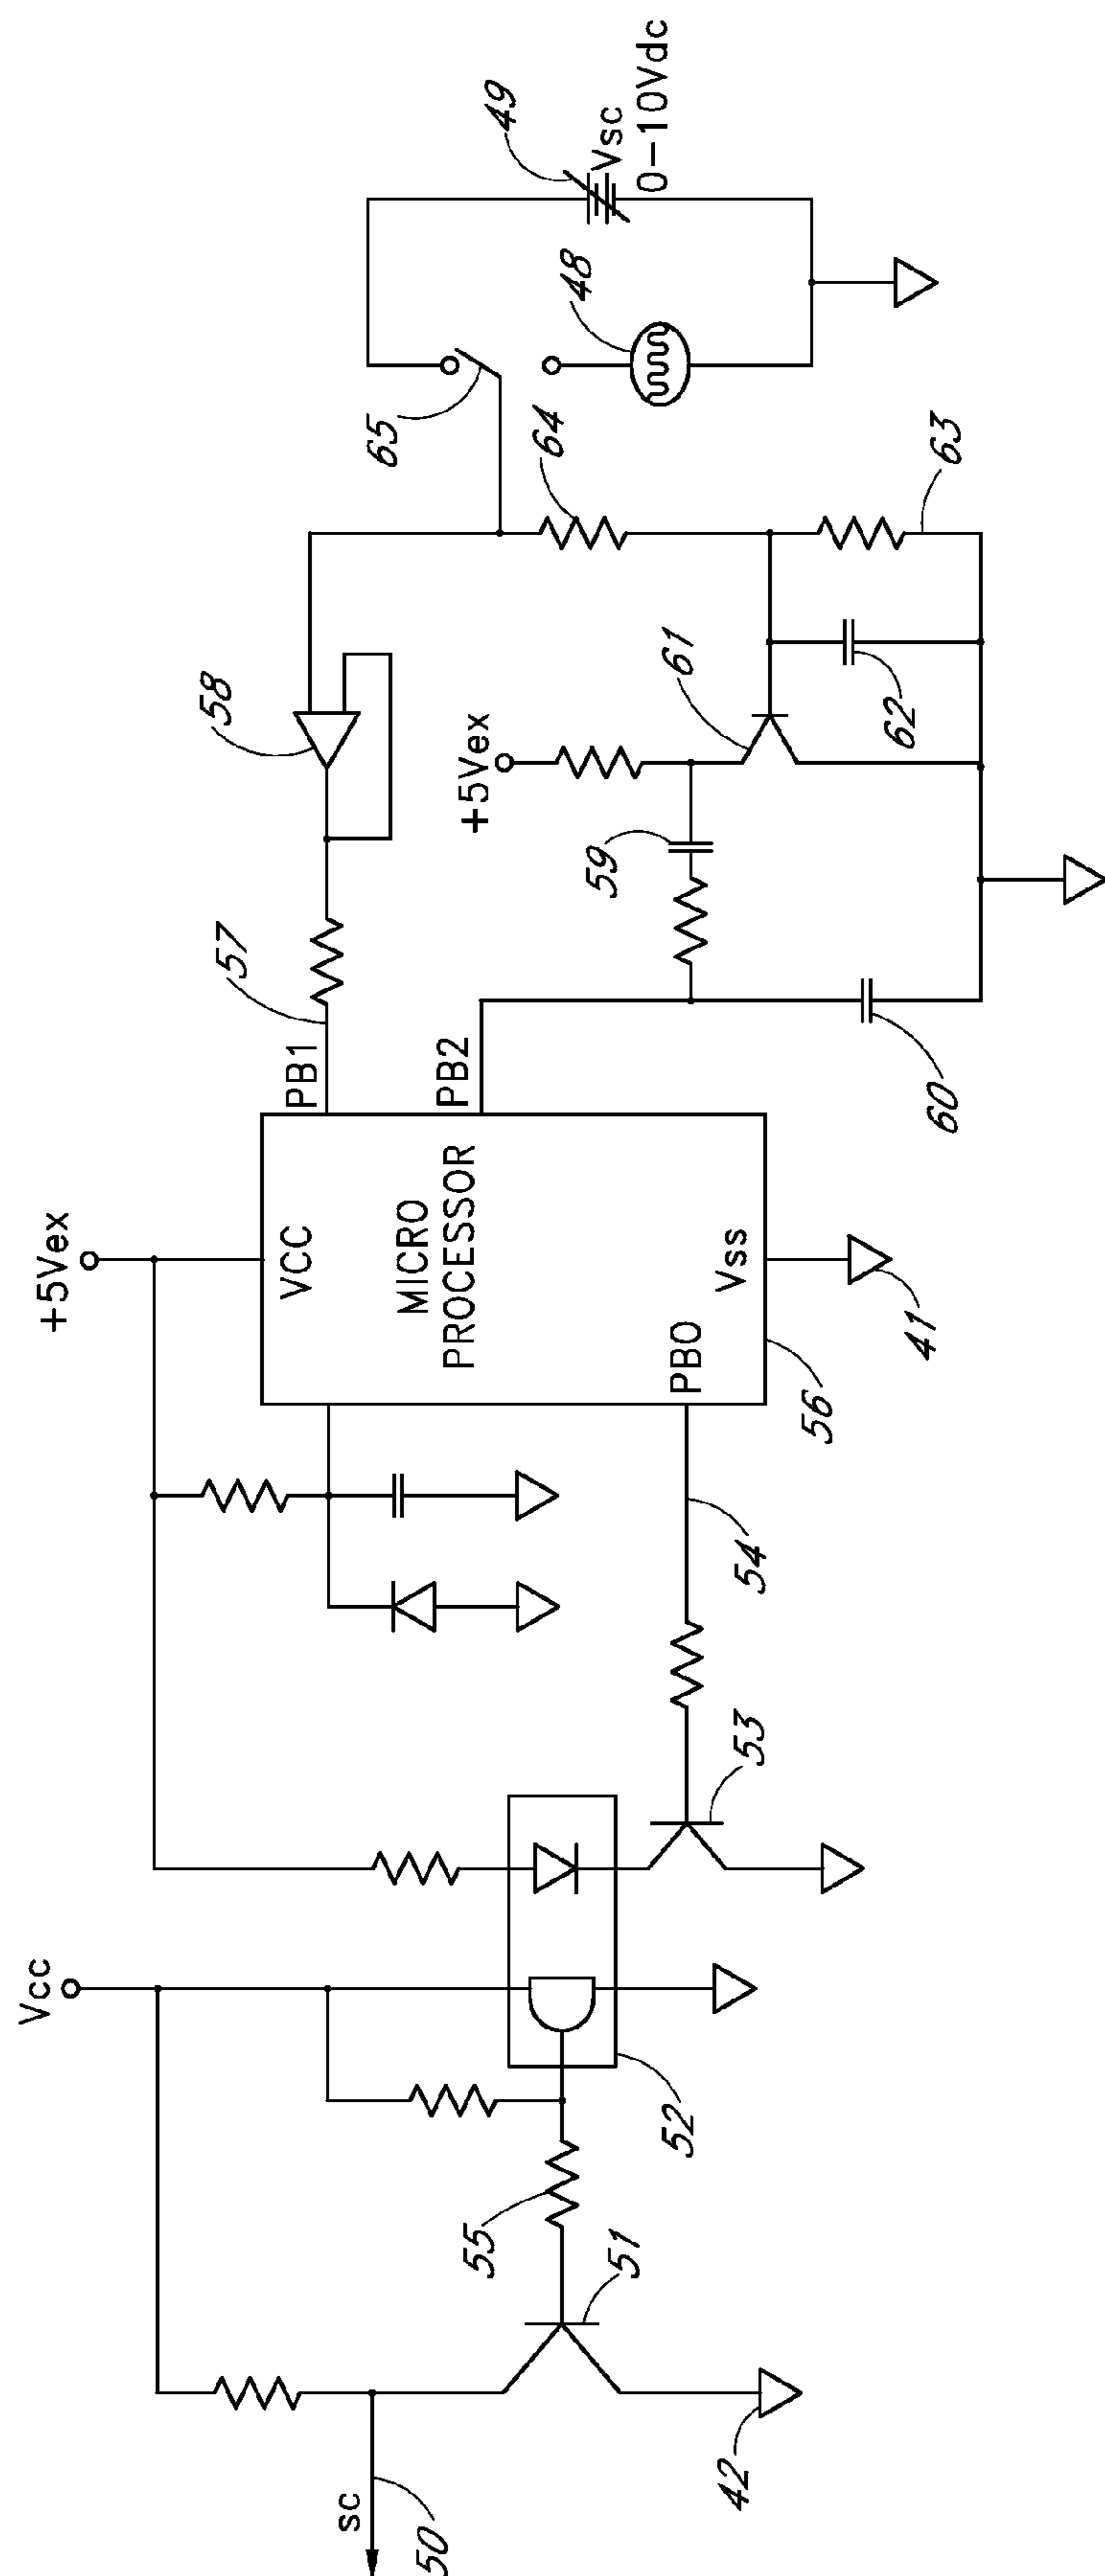 49
Vsc
0-10Vdc
48
65
64
63
61
62
58
+5Vex
59
57
PB1
PB2
60
+5Vex
VCC
MICRO
PROCESSOR
Vss
PB0
41
56
54
53
Vcc
52
55
51
42
sc
50